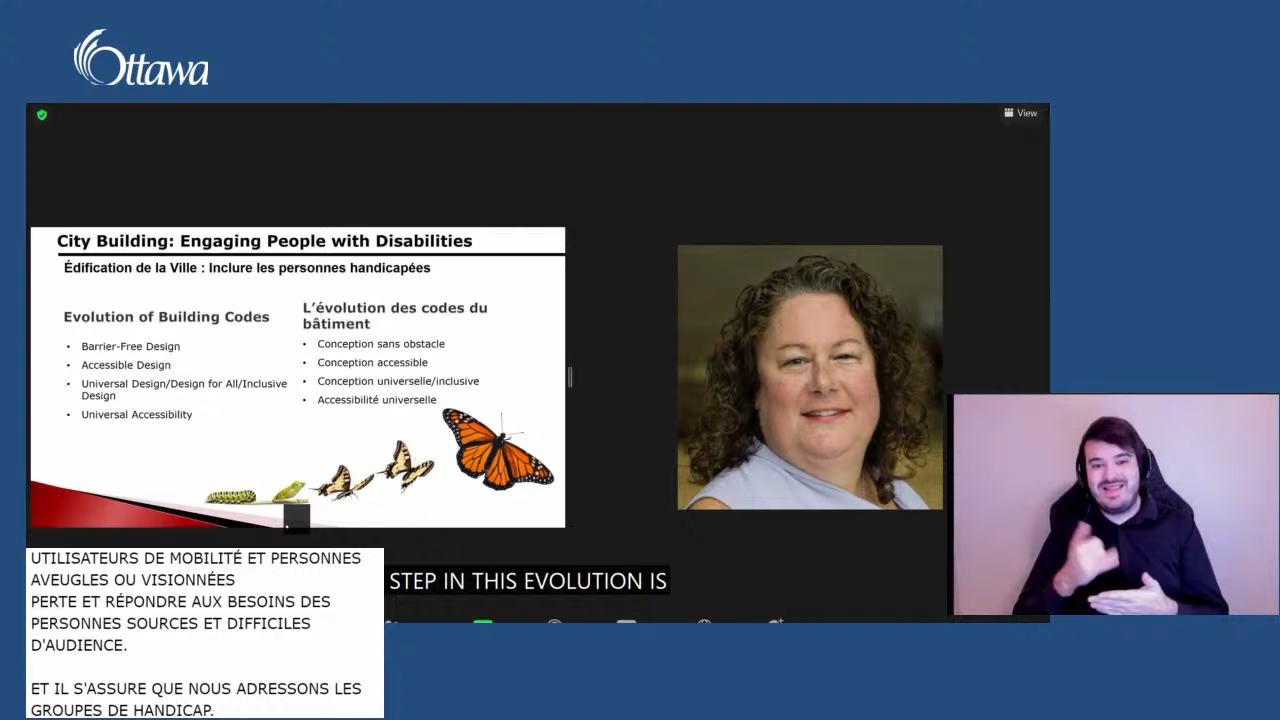 Ottawa
View
City Building: Engaging People with Disabilities
Édification de la Ville : Inclure les personnes handicapées
Evolution of Building Codes
• Barrier-Free Design
• Accessible Design
• Universal Design/Design for All/Inclusive
Design
• Universal Accessibility
L’évolution des codes du
bâtiment
• Conception sans obstacle
• Conception accessible
• Conception universelle/inclusive
• Accessibilité universelle
UTILISATEURS DE MOBILITÉ ET PERSONNES
AVEUGLES OU VISIONNÉES
PERTE ET RÉPONDRE AUX BESOINS DES
PERSONNES SOURCES ET DIFFICILES
D'AUDIENCE.
ET IL S'ASSURE QUE NOUS ADRESSONS LES
GROUPES DE HANDICAP.
STEP IN THIS EVOLUTION IS